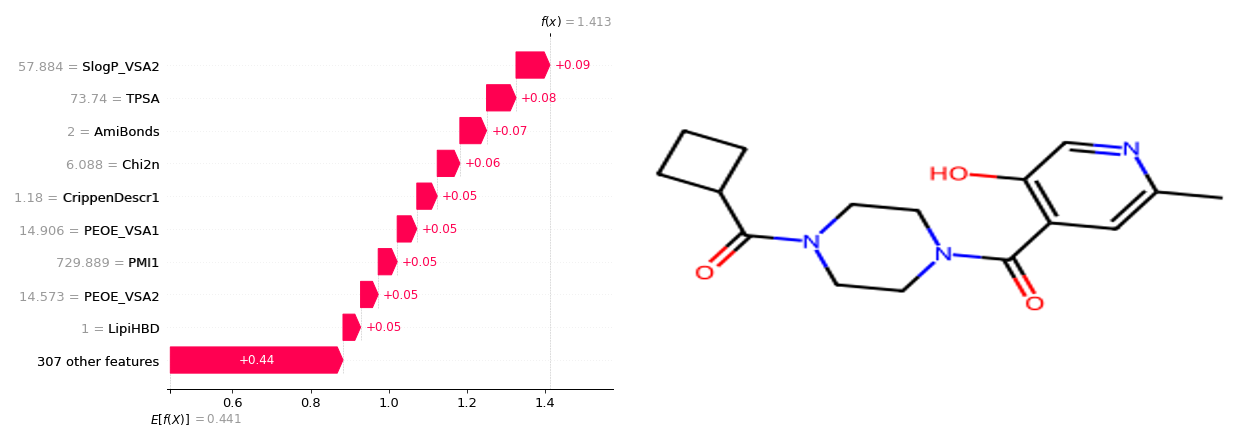 f(x) = 1.413
57.884 = SlogP_VSA2 +0.09
73.74 = TPSA +0.08
2 = AmiBonds +0.07
6.088 = Chi2n +0.06
1.18 = CrippenDescr1 +0.05
14.906 = PEOE_VSA1 +0.05
729.889 = PMI1 +0.05
14.573 = PEOE_VSA2 +0.05
1 = LipiHBD +0.05
307 other features +0.44
0.6 0.8 1.0 1.2 1.4
E[f(X)] = 0.441
N
HO
N
N
O
O